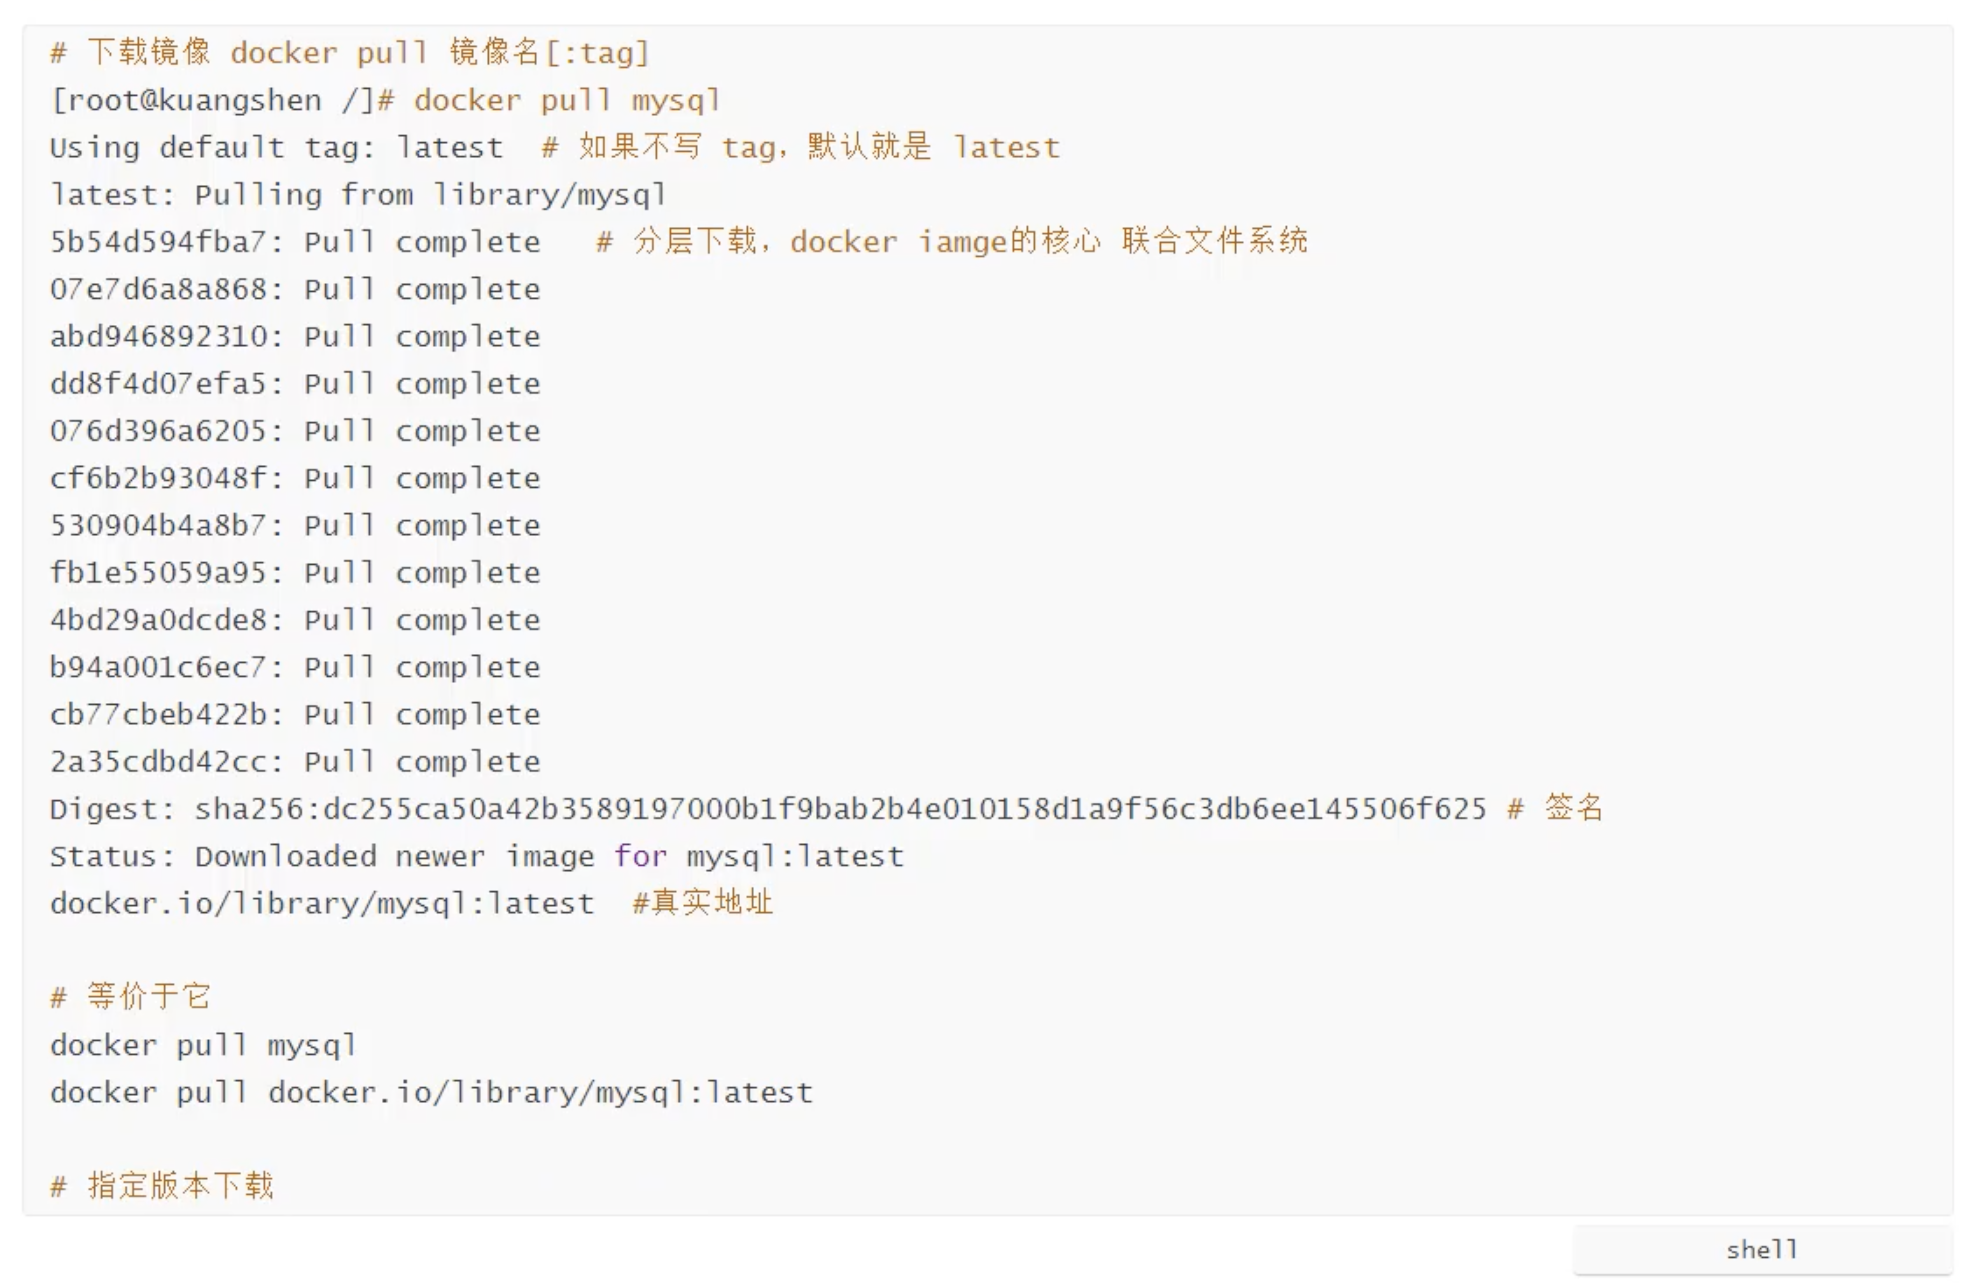 # 下载镜像 docker pull 镜像名[:tag]
[root@kuangshen /]# docker pull mysql
Using default tag: latest  # 如果不写 tag，默认就是 latest
latest: Pulling from library/mysql
5b54d594fba7: Pull complete   # 分层下载，docker iamge的核心 联合文件系统
07e7d6a8a868: Pull complete
abd946892310: Pull complete
dd8f4d07efa5: Pull complete
076d396a6205: Pull complete
cf6b2b93048f: Pull complete
530904b4a8b7: Pull complete
fb1e55059a95: Pull complete
4bd29a0dcde8: Pull complete
b94a001c6ec7: Pull complete
cb77cbeb422b: Pull complete
2a35cdbd42cc: Pull complete
Digest: sha256:dc255ca50a42b3589197000b1f9bab2b4e010158d1a9f56c3db6ee145506f625 # 签名
Status: Downloaded newer image for mysql:latest
docker.io/library/mysql:latest  #真实地址
# 等价于它
docker pull mysql
docker pull docker.io/library/mysql:latest
# 指定版本下载
shell